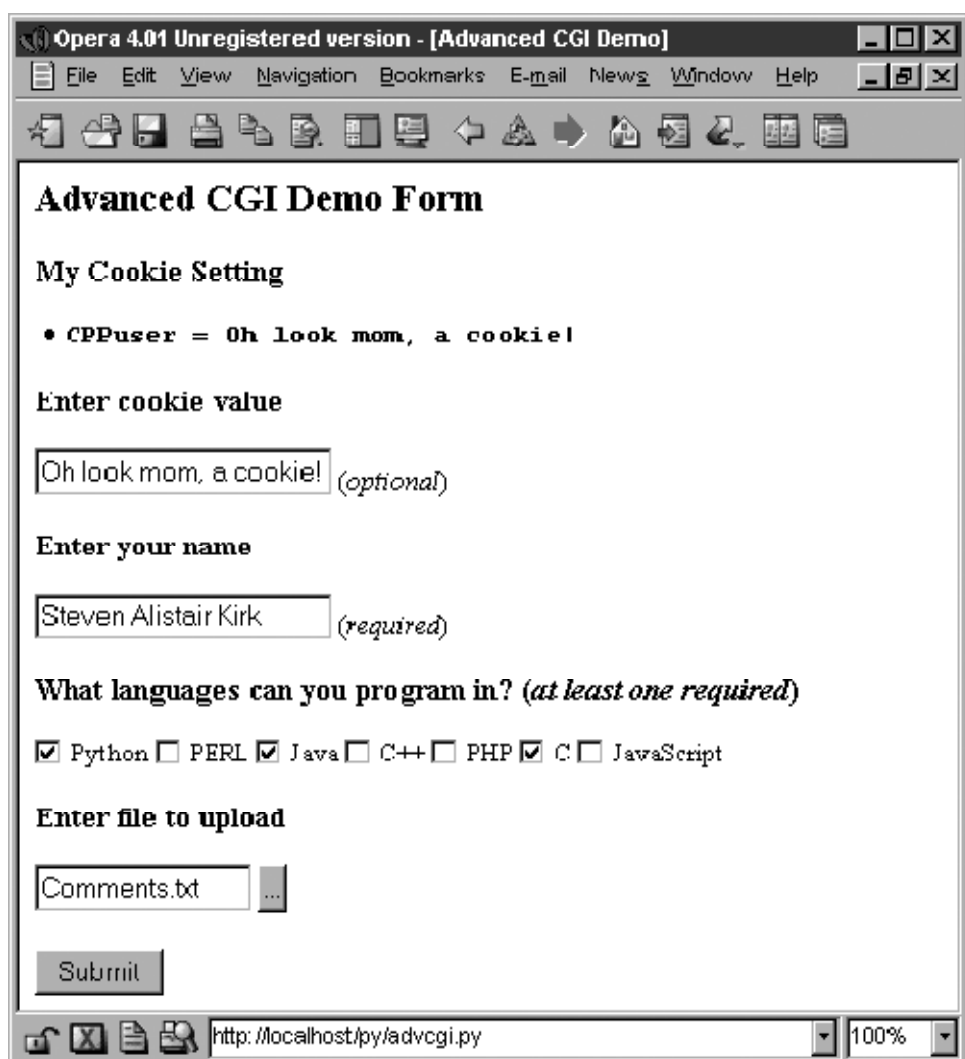 Opera 4.01 Unregistered version - [Advanced CGI Demo]
File Edit View Navigation Bookmarks E-mail News Window Help
Advanced CGI Demo Form
My Cookie Setting
• CPPuser = Oh look mom, a cookie!
Enter cookie value
Oh look mom, a cookie! (optional)
Enter your name
Steven Alistair Kirk (required)
What languages can you program in? (at least one required)
Python PERL Java C++ PHP C JavaScript
Enter file to upload
Comments.txt ...
Submit
http://localhost/py/advcgi.py 100%